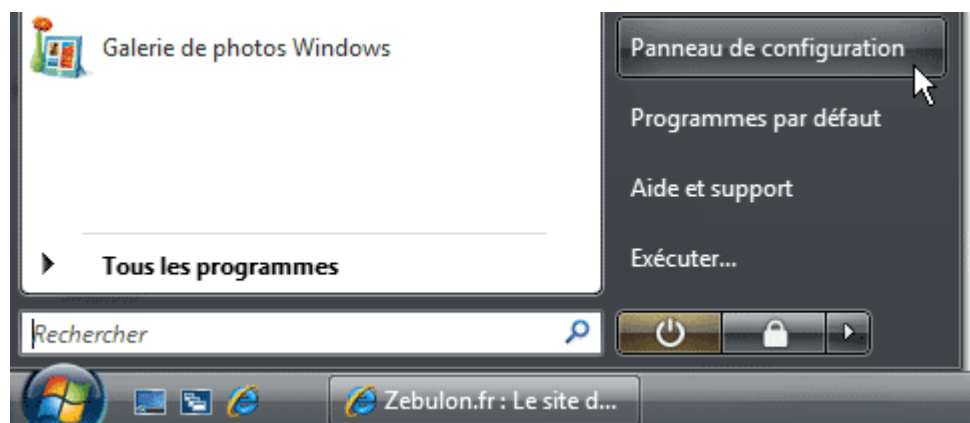 Galerie de photos Windows
Tous les programmes
Rechercher
Panneau de configuration
Programmes par défaut
Aide et support
Exécuter...
Zebulon.fr : Le site d...